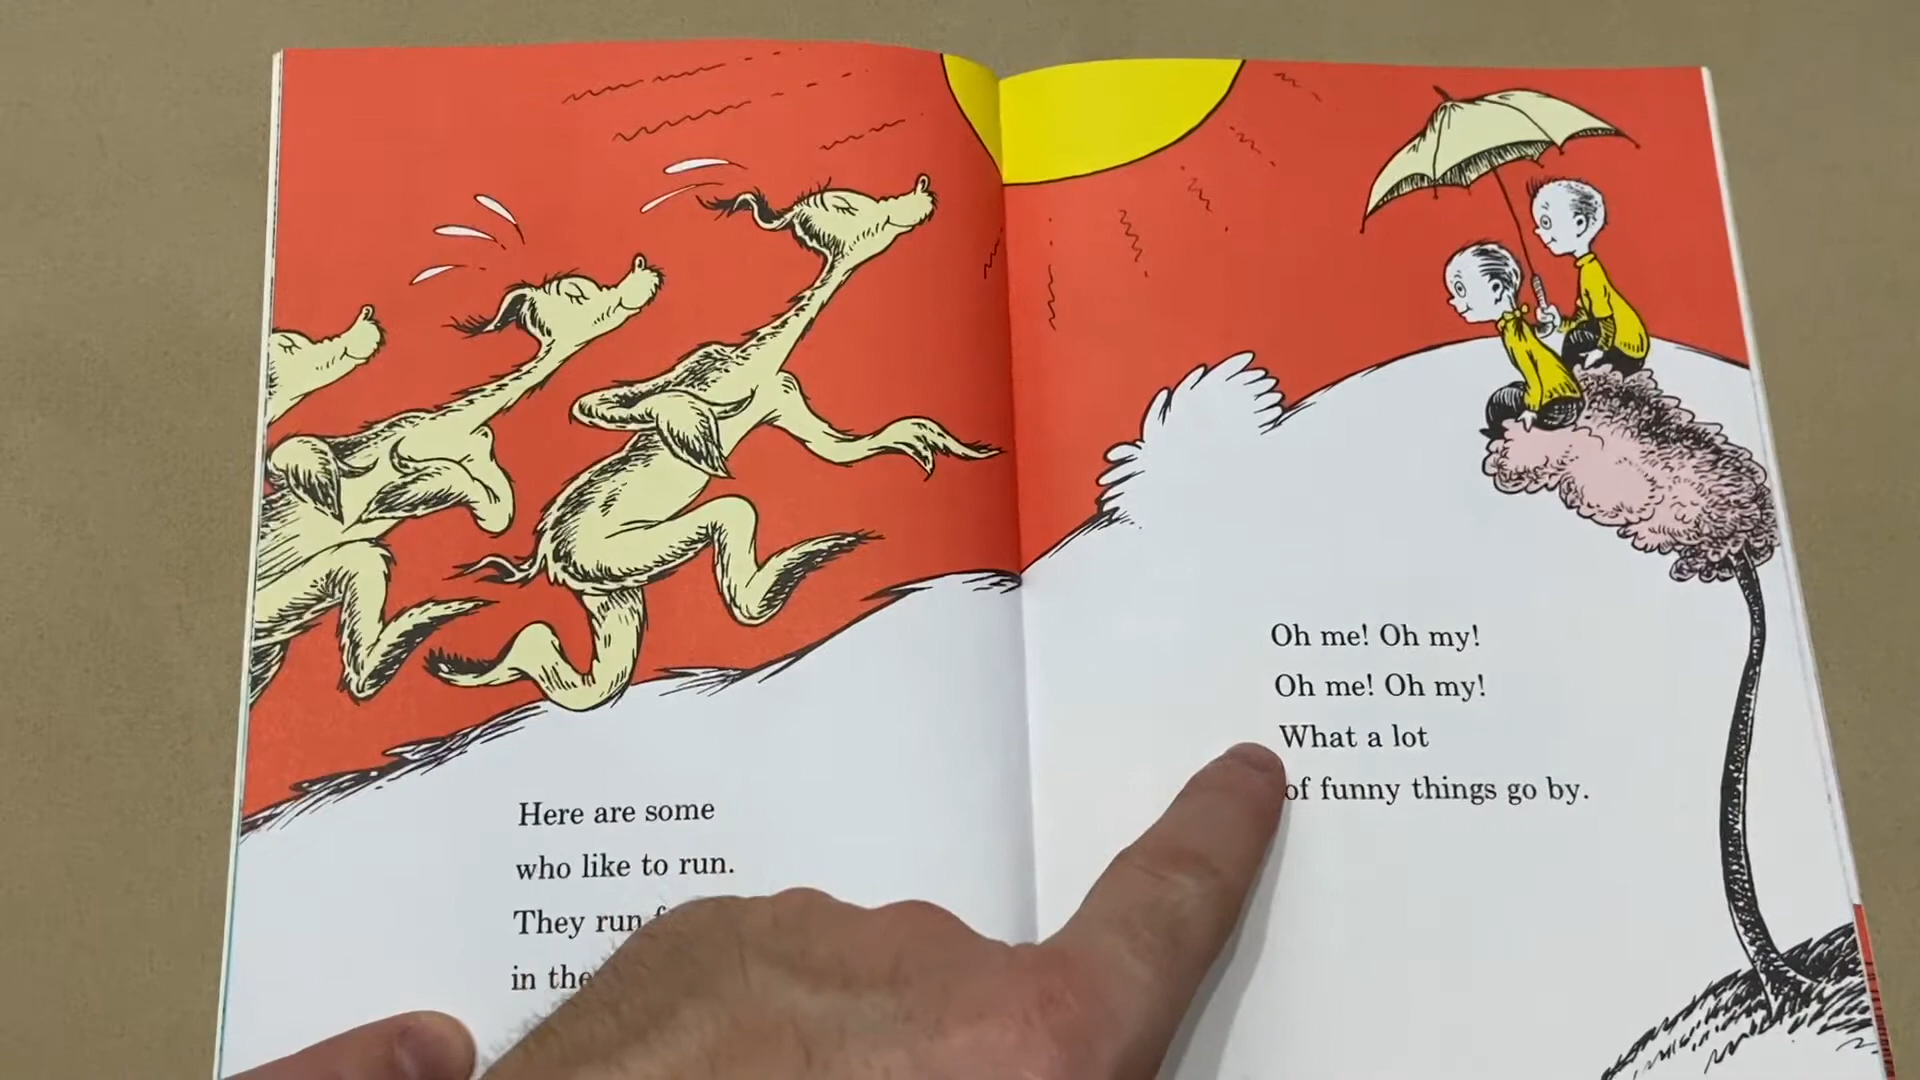 Here are some
who like to run.
They run
in the
Oh me! Oh my!
Oh me! Oh my!
What a lot
of funny things go by.